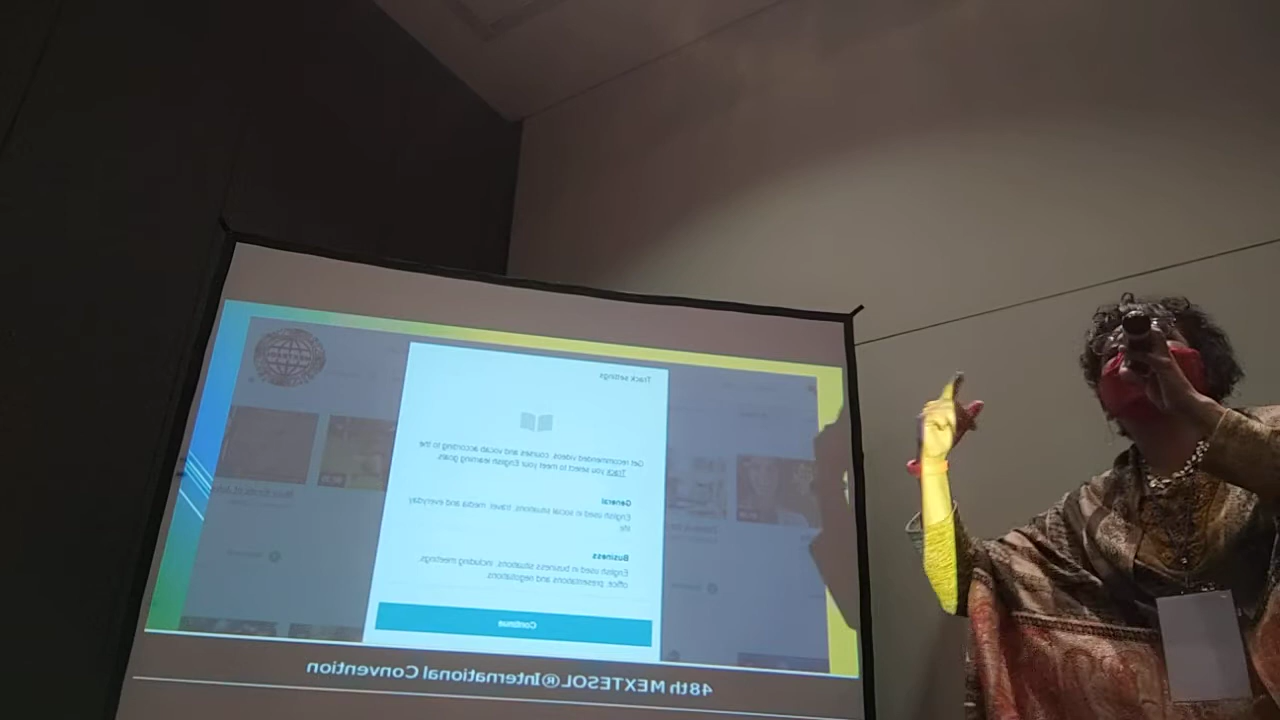 Track settings
Get recommended videos, courses and vocab according to the
Track you select to meet your English learning goals.
General
English used in social situations, travel, media and everyday
life
Business
English used in business situations, including meetings,
office, presentations and negotiations.
Continue
48th MEXTESOL®International Convention